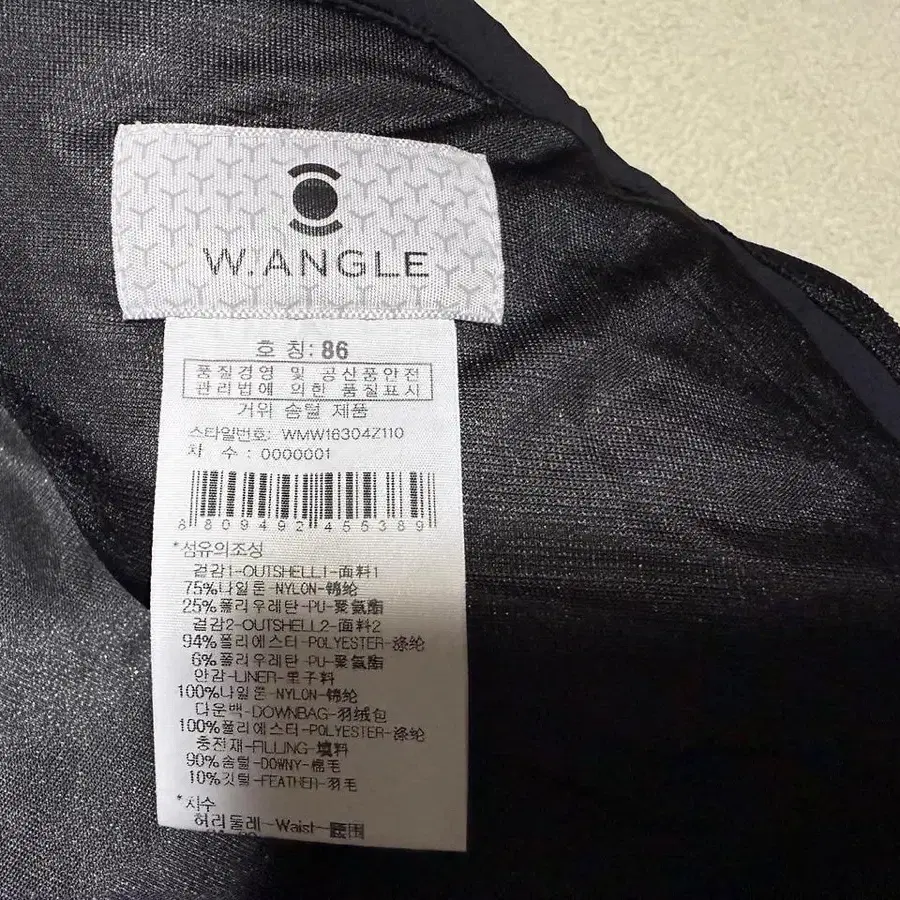 W.ANGLE
호 칭: 86
품질경영 및 공산품안전
관리법에 의한 품질표시
거위 솜털 제품
스타일번호: WMW16304Z110
차 수: 0000001
8 809492 455389
*섬유의조성
겉감1-OUTSHELL1-面料1
75%나일론-NYLON-锦纶
25%폴리우레탄-PU-聚氨酯
겉감2-OUTSHELL2-面料2
94%폴리에스터-POLYESTER-涤纶
6%폴리우레탄-PU-聚氨酯
안감-LINER-里子料
100%나일론-NYLON-锦纶
다운백-DOWNBAG-羽绒包
100%폴리에스터-POLYESTER-涤纶
충전재-FILLING-填料
90%솜털-DOWNY-棉毛
10%깃털-FEATHER-羽毛
*치수
허리둘레-Waist-腰围